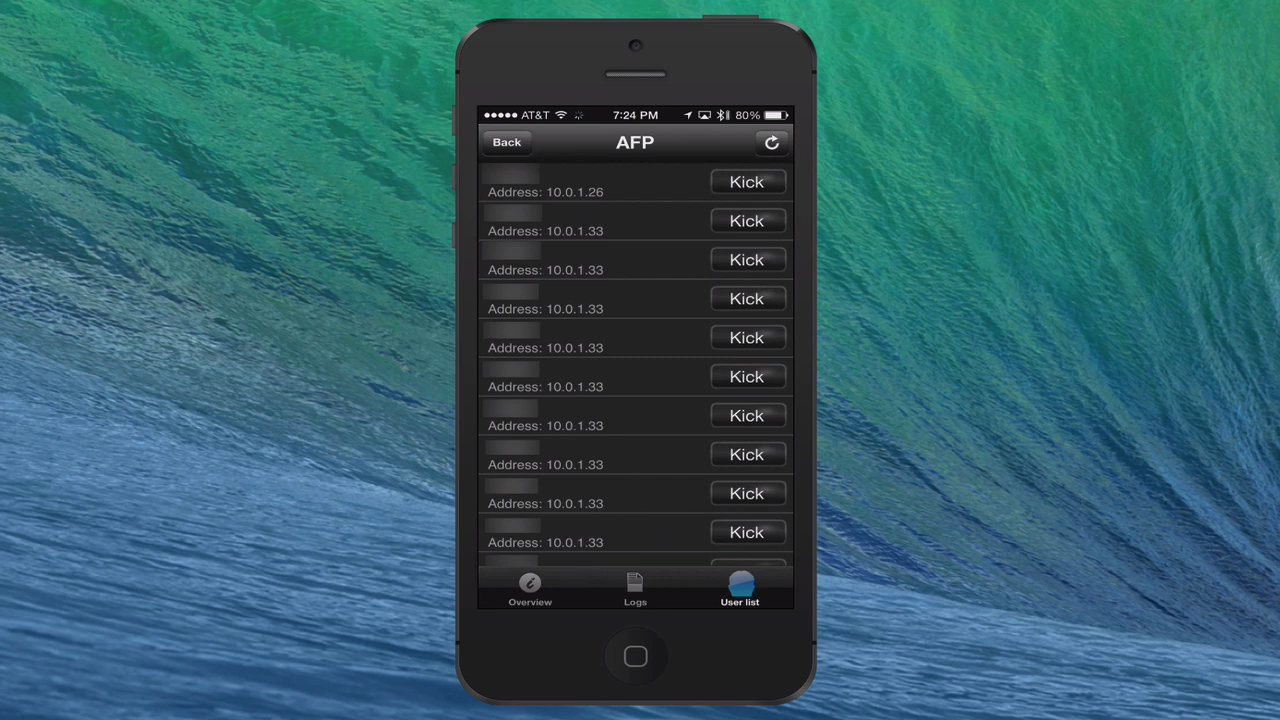 AT&T 7:24 PM 80%
Back AFP
Address: 10.0.1.26 Kick
Address: 10.0.1.33 Kick
Address: 10.0.1.33 Kick
Address: 10.0.1.33 Kick
Address: 10.0.1.33 Kick
Address: 10.0.1.33 Kick
Address: 10.0.1.33 Kick
Address: 10.0.1.33 Kick
Address: 10.0.1.33 Kick
Address: 10.0.1.33 Kick
Overview Logs User list